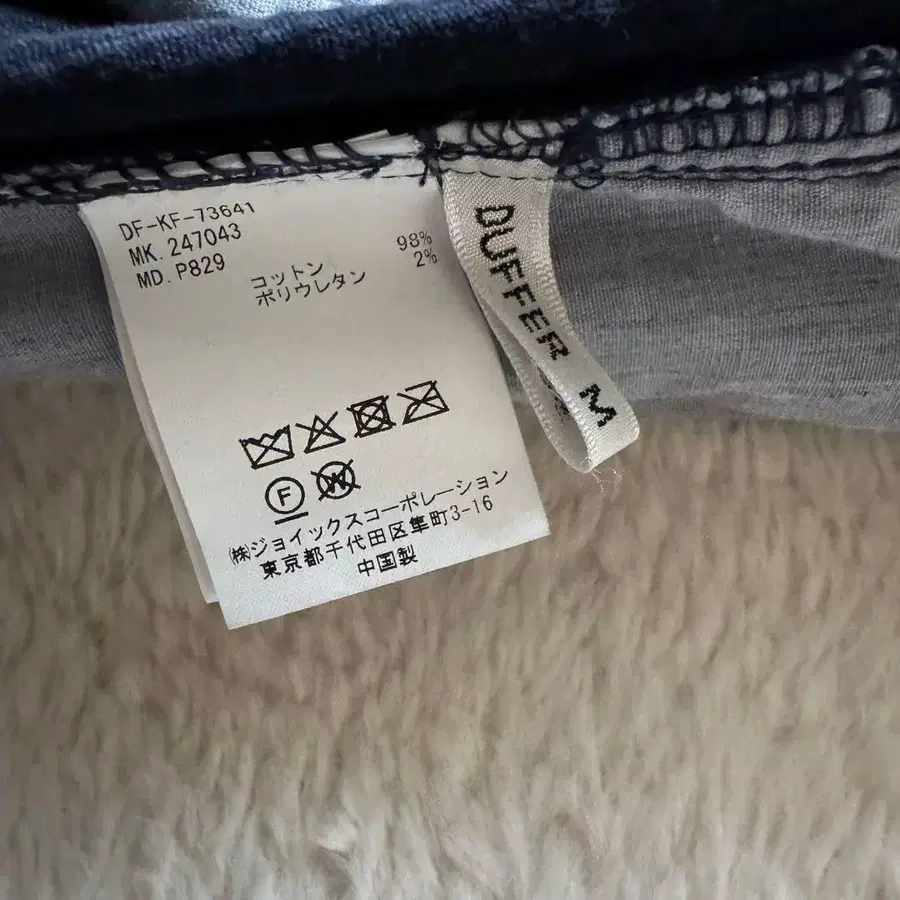 DF-KF-73641
MK. 247043
MD. P829
コットン 98%
ポリウレタン 2%
F
W
㈱ジョイックスコーポレーション
東京都千代田区隼町3-16
中国製
DUFFER M